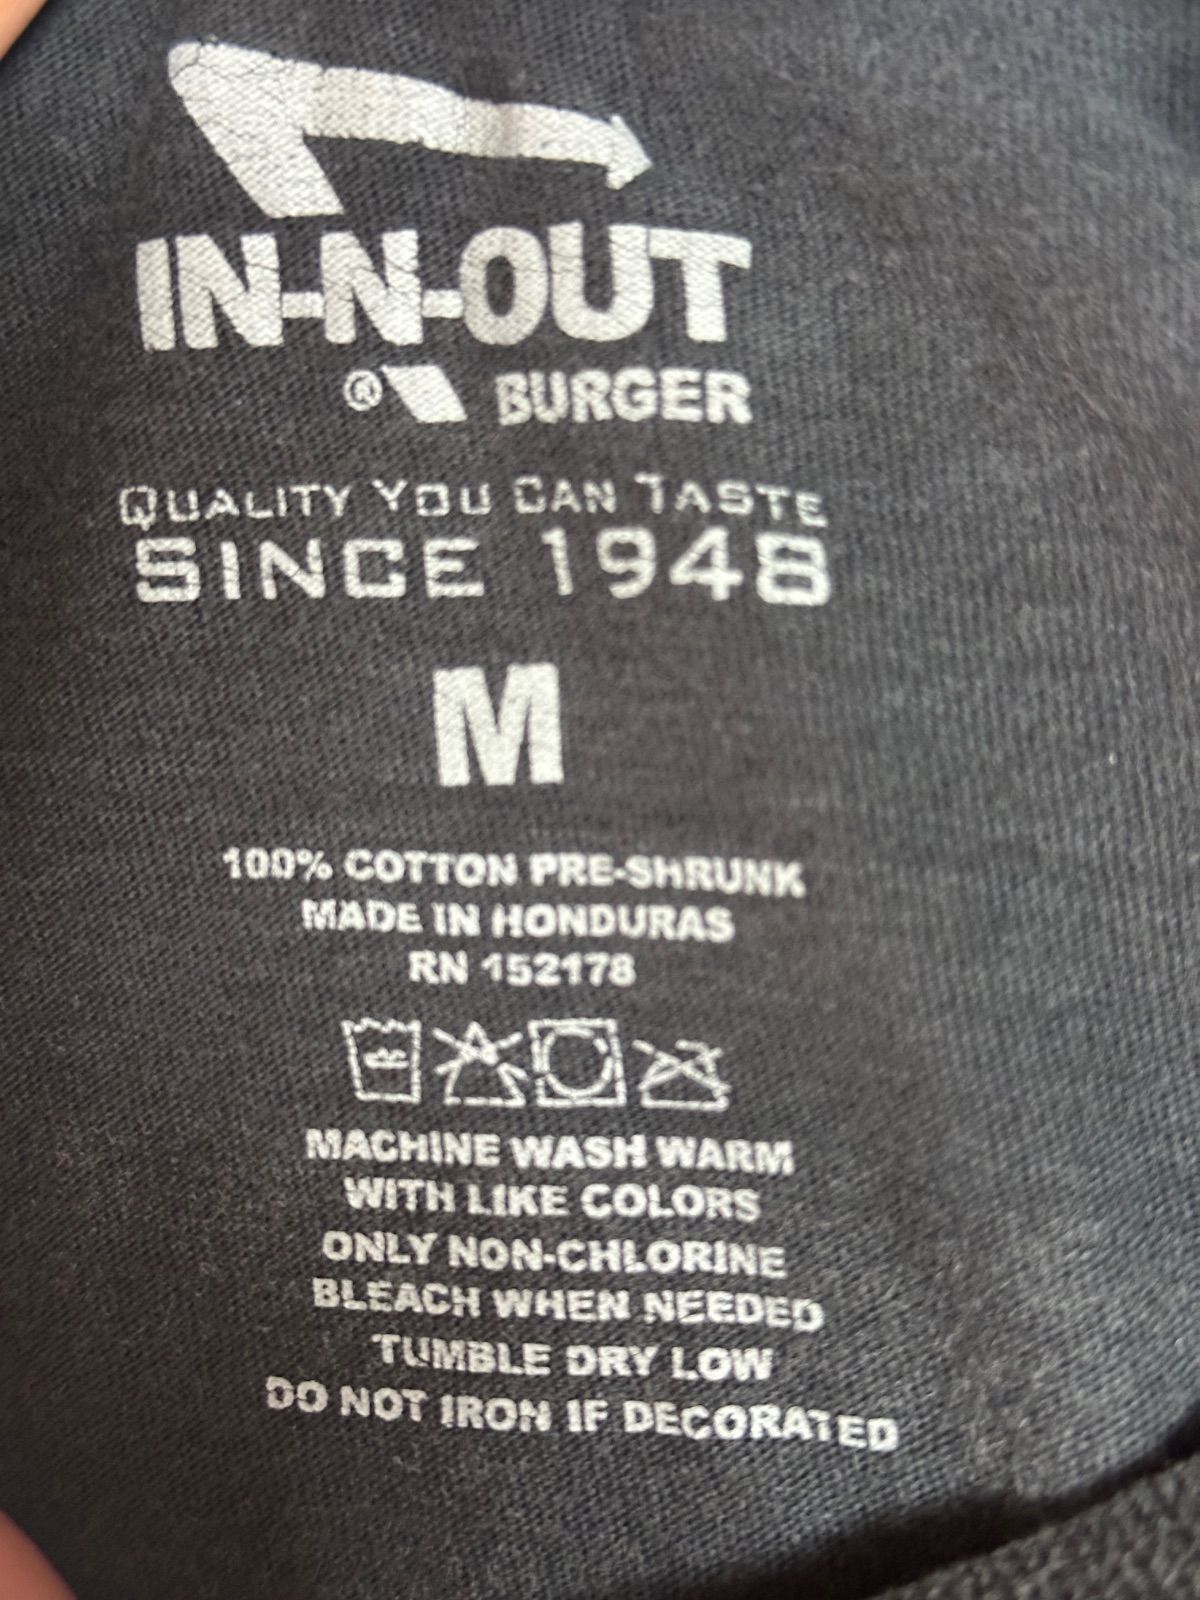 IN-N-OUT
® BURGER
QUALITY YOU CAN TASTE
SINCE 1948
M
100% COTTON PRE-SHRUNK
MADE IN HONDURAS
RN 152178
MACHINE WASH WARM
WITH LIKE COLORS
ONLY NON-CHLORINE
BLEACH WHEN NEEDED
TUMBLE DRY LOW
DO NOT IRON IF DECORATED